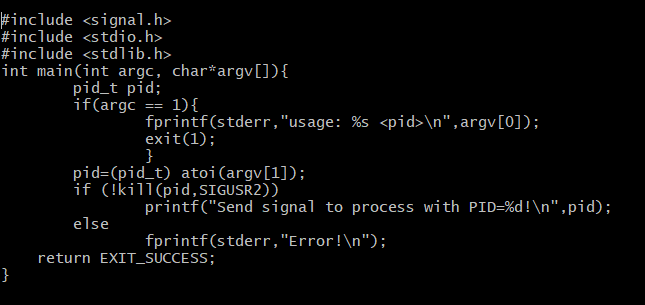 #include <signal.h>
#include <stdio.h>
#include <stdlib.h>
int main(int argc, char*argv[]){
        pid_t pid;
        if(argc == 1){
                fprintf(stderr,"usage: %s <pid>\n",argv[0]);
                exit(1);
                }
        pid=(pid_t) atoi(argv[1]);
        if (!kill(pid,SIGUSR2))
                printf("Send signal to process with PID=%d!\n",pid);
        else
                fprintf(stderr,"Error!\n");
    return EXIT_SUCCESS;
}